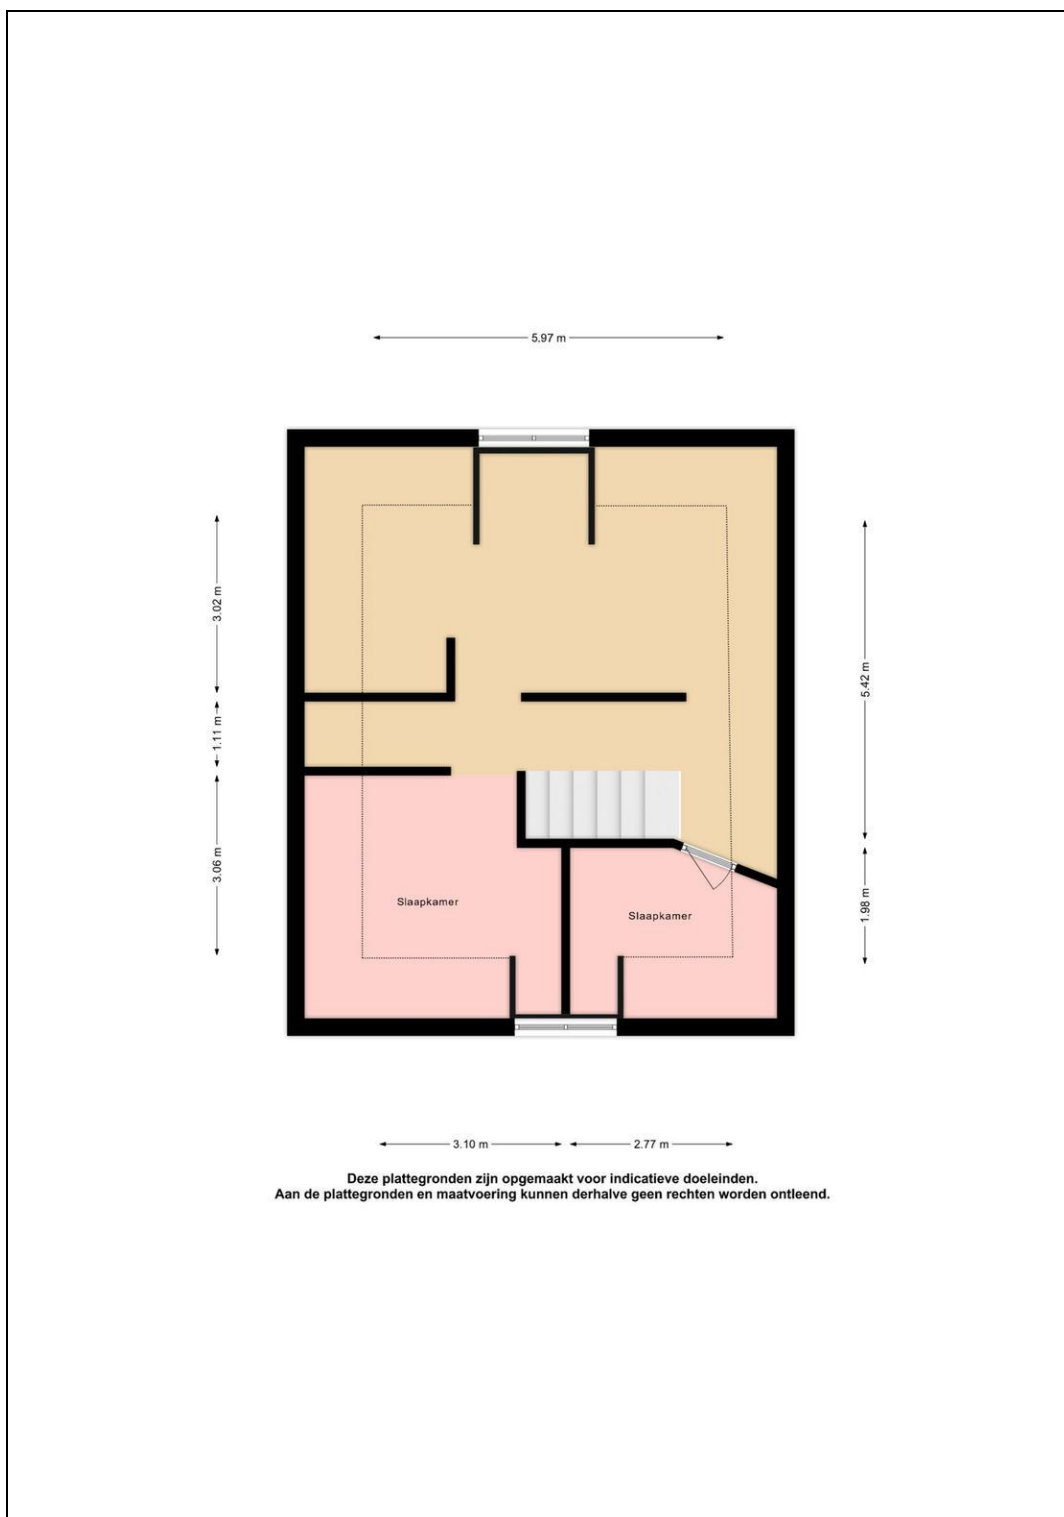 5.97 m
3.02 m
5.42 m
1.11 m
3.06 m
Slaapkamer
Slaapkamer
1.98 m
3.10 m
2.77 m
Deze plattegronden zijn opgemaakt voor indicatieve doeleinden.
Aan de plattegronden en maatvoering kunnen derhalve geen rechten worden ontleend.